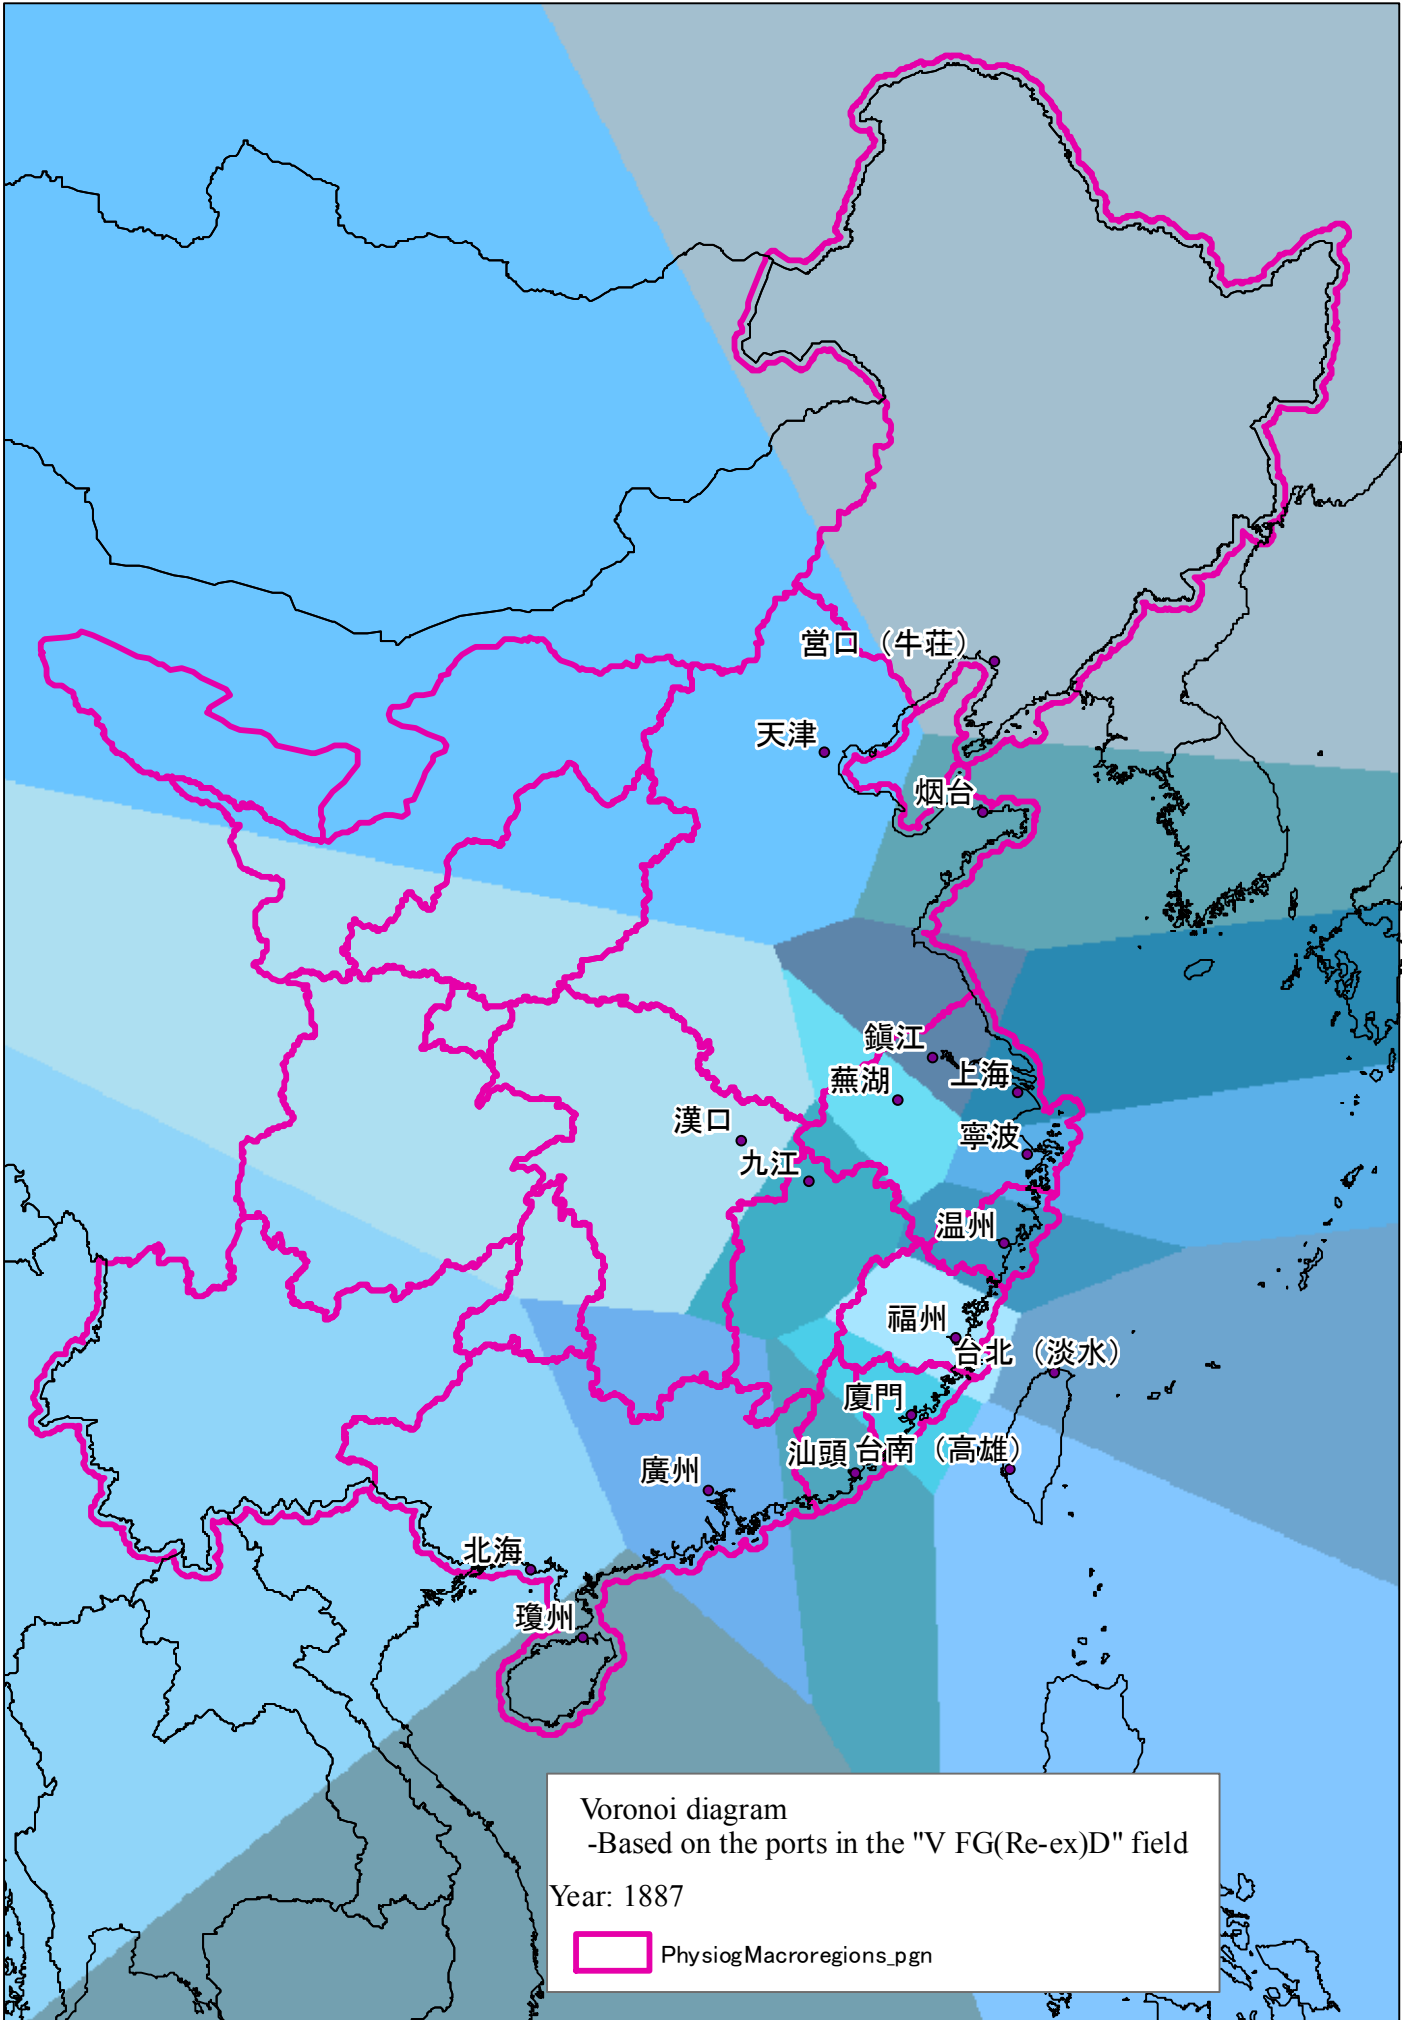 営口（牛荘）
天津
烟台
鎮江
上海
蕪湖
漢口
寧波
九江
温州
福州
台北（淡水）
廈門
汕頭
台南（高雄）
廣州
北海
瓊州
Voronoi diagram
-Based on the ports in the "V FG(Re-ex)D" field
Year: 1887
PhysiogMacroregions_pgn